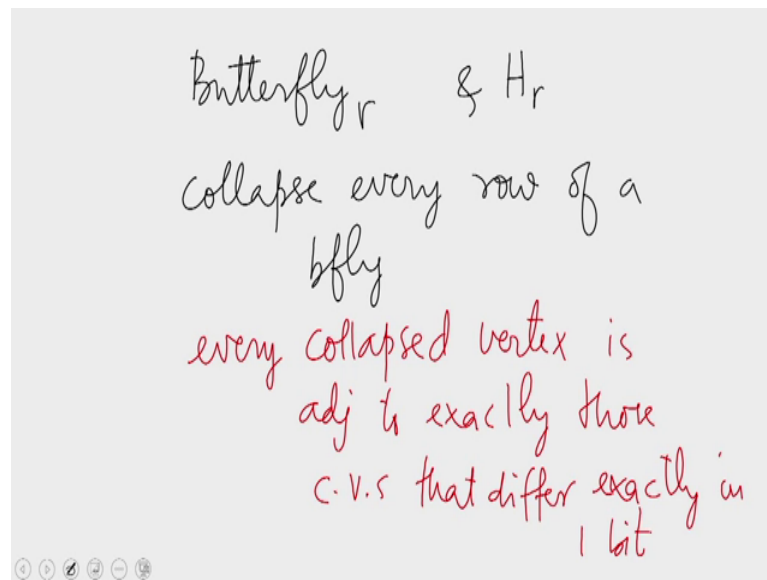 Butterfly_r & H_r
collapse every row of a
bfly
every collapsed vertex is
adj to exactly those
c.v.s that differ exactly in
1 bit